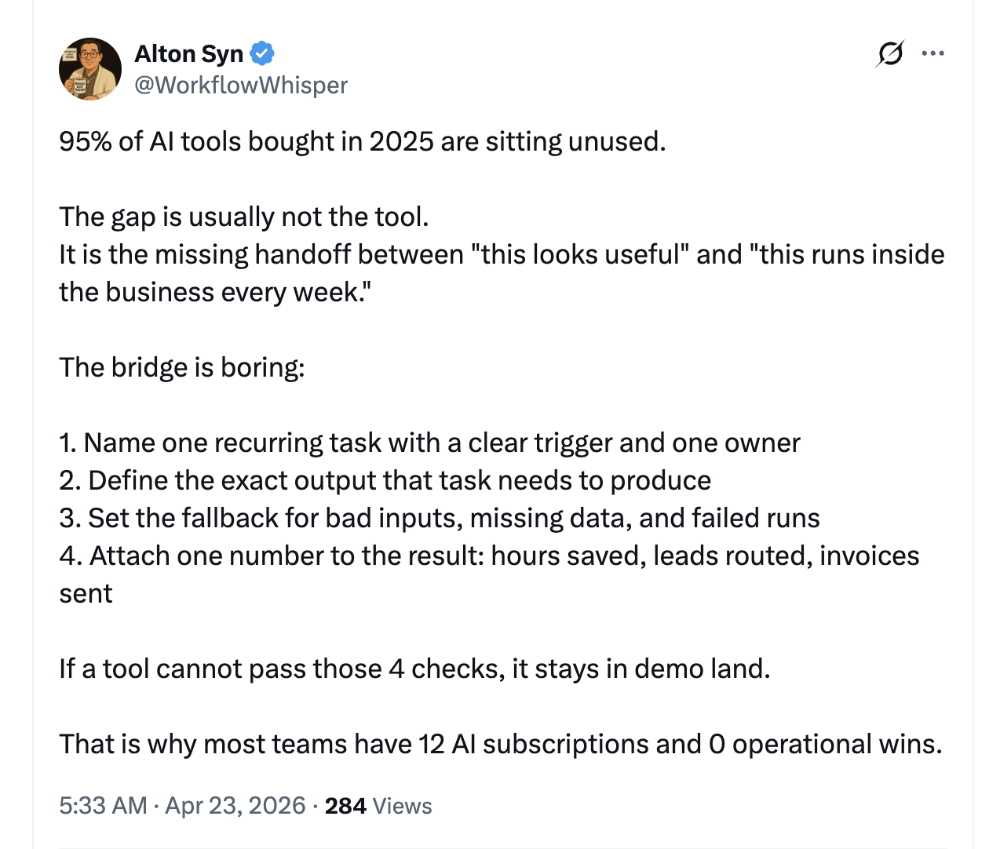 Alton Syn
@WorkflowWhisper
95% of AI tools bought in 2025 are sitting unused.
The gap is usually not the tool.
It is the missing handoff between "this looks useful" and "this runs inside
the business every week."
The bridge is boring:
1. Name one recurring task with a clear trigger and one owner
2. Define the exact output that task needs to produce
3. Set the fallback for bad inputs, missing data, and failed runs
4. Attach one number to the result: hours saved, leads routed, invoices
sent
If a tool cannot pass those 4 checks, it stays in demo land.
That is why most teams have 12 AI subscriptions and 0 operational wins.
5:33 AM · Apr 23, 2026 · 284 Views